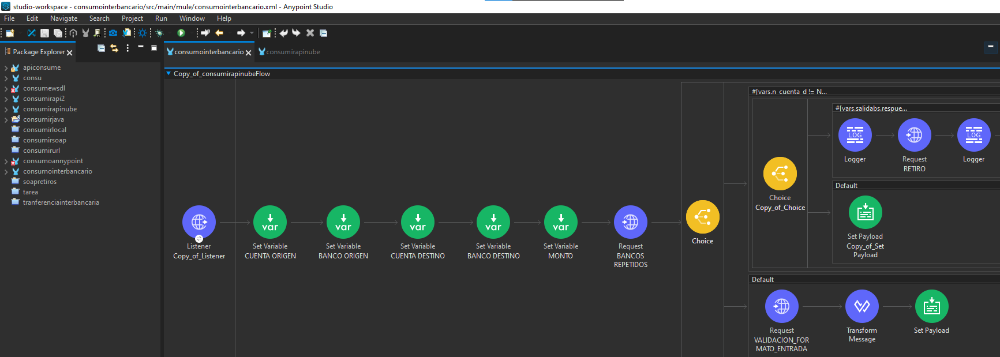 studio-workspace - consumointerbancario/src/main/mule/consumointerbancario.xml - Anypoint Studio
File Edit Navigate Search Project Run Window Help
Package Explorer
consumointerbancario
consumirapinube
apiconsume
consu
consumewsdl
consumirapi2
consumirapinube
consumirjava
consumirlocal
consumirsoap
consumirurl
consumoannypoint
consumointerbancario
soapretiros
tarea
tranferenciainterbancaria
Copy_of_consumirapinubeFlow
Listener
Copy_of_Listener
var
Set Variable
CUENTA ORIGEN
var
Set Variable
BANCO ORIGEN
var
Set Variable
CUENTA DESTINO
var
Set Variable
BANCO DESTINO
var
Set Variable
MONTO
Request
BANCOS
REPETIDOS
Choice
#[vars.n_cuenta_d != N...
Choice
Copy_of_Choice
#[vars.salidabs.respue...
LOG
Logger
Request
RETIRO
LOG
Logger
Default
Set Payload
Copy_of_Set
Payload
Default
Request
VALIDACION_FOR
MATO_ENTRADA
Transform
Message
Set Payload